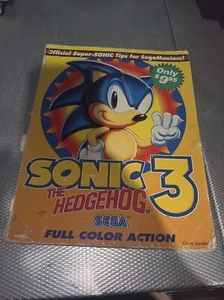 Official Super-SONIC Tips for SegaManiacs!
Only
$9.95
SONIC
THE
HEDGEHOG
3
SEGA
FULL COLOR ACTION